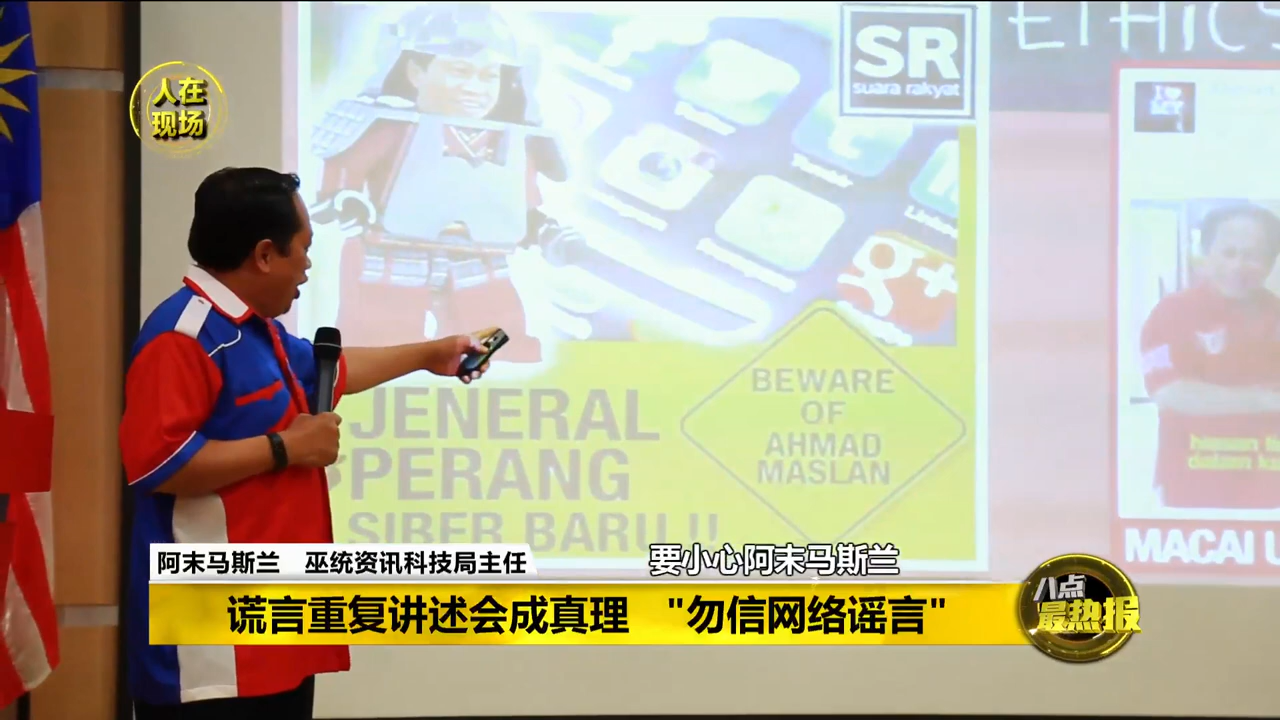 人在
现场
SR
suara rakyat
ETHICS
g+
BEWARE
OF
AHMAD
MASLAN
JENERAL
PERANG
SIBER BARU !!
MACAI
阿末马斯兰 巫统资讯科技局主任
要小心阿末马斯兰
谎言重复讲述会成真理 "勿信网络谣言"
八点
最热报